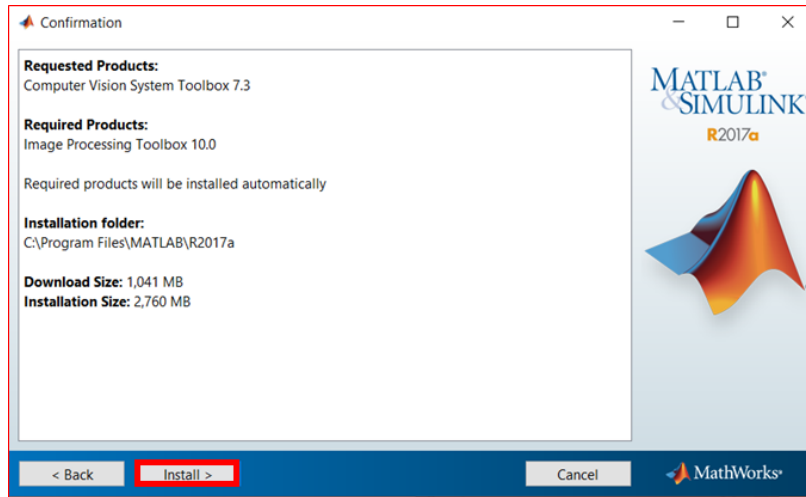 Confirmation
Requested Products:
Computer Vision System Toolbox 7.3
Required Products:
Image Processing Toolbox 10.0
Required products will be installed automatically
Installation folder:
C:\Program Files\MATLAB\R2017a
Download Size: 1,041 MB
Installation Size: 2,760 MB
MATLAB®
&SIMULINK®
R2017a
< Back
Install >
Cancel
MathWorks®